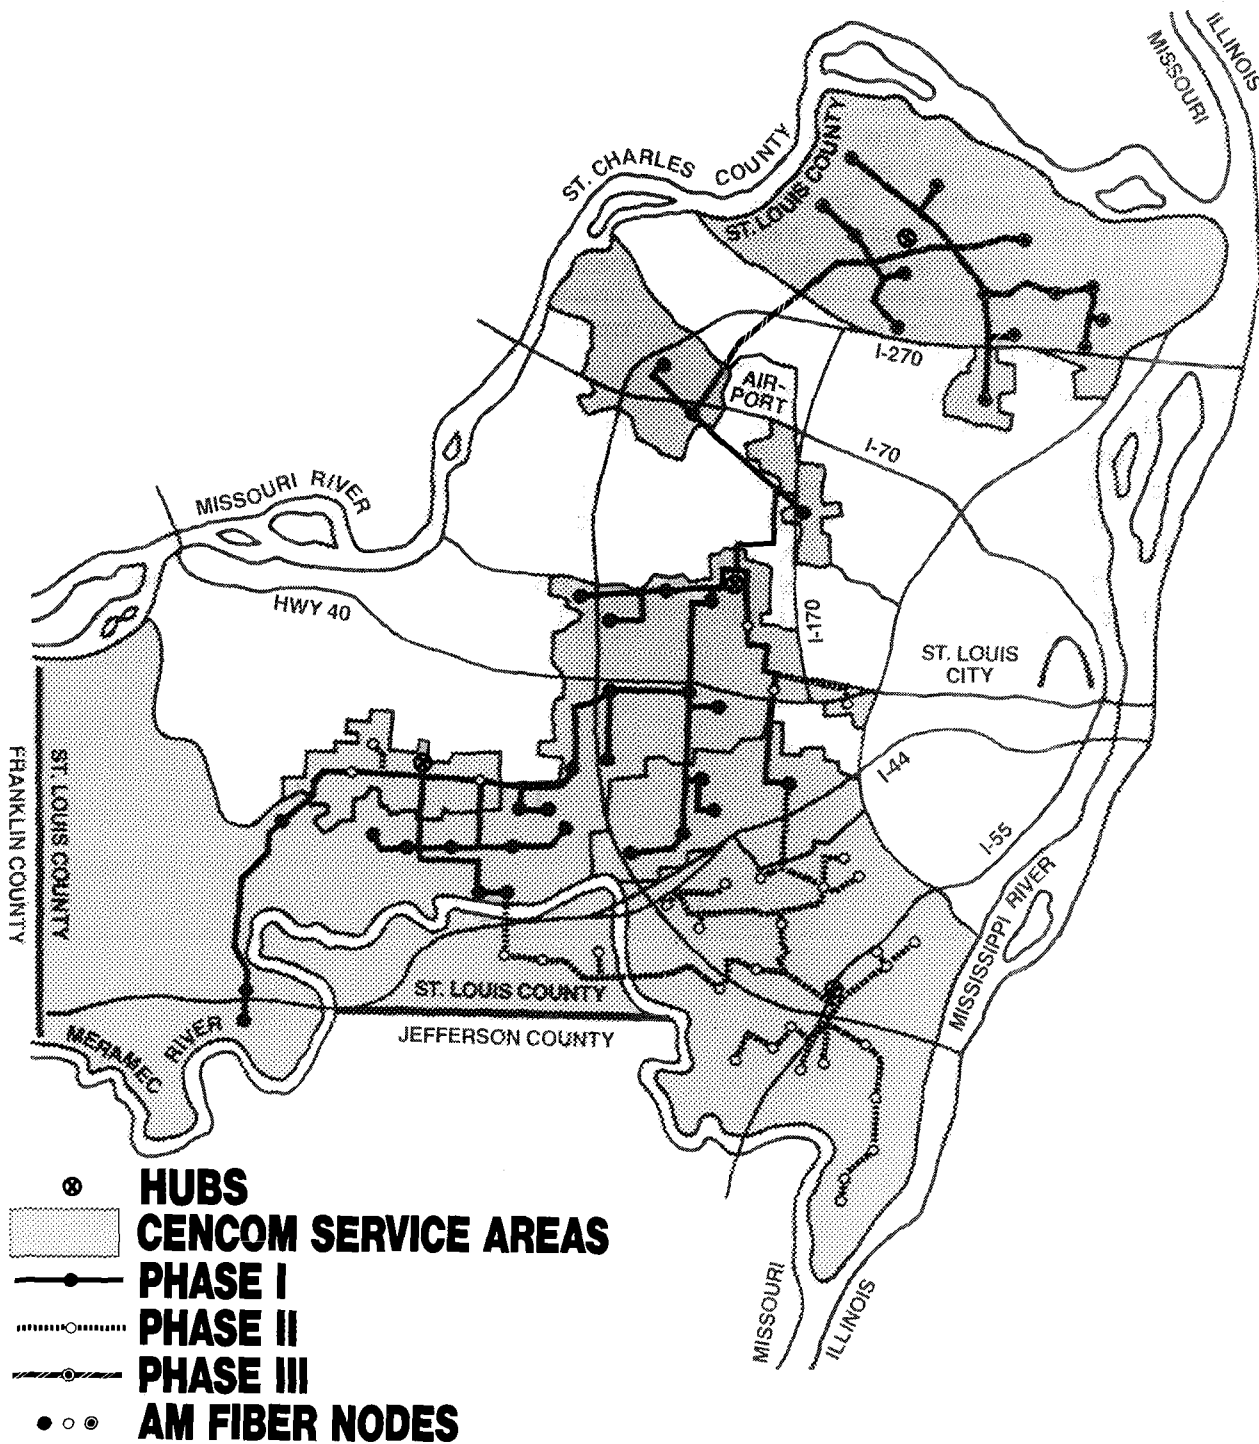 ILLINOIS
MISSOURI
ST. CHARLES COUNTY
ST. LOUIS COUNTY
I-270
AIR-
PORT
I-70
MISSOURI RIVER
HWY 40
I-170
ST. LOUIS
CITY
FRANKLIN COUNTY
ST. LOUIS COUNTY
I-44
I-55
MISSISSIPPI RIVER
ST. LOUIS COUNTY
JEFFERSON COUNTY
MERAMEC RIVER
HUBS
CENCOM SERVICE AREAS
PHASE I
PHASE II
PHASE III
AM FIBER NODES
MISSOURI
ILLINOIS